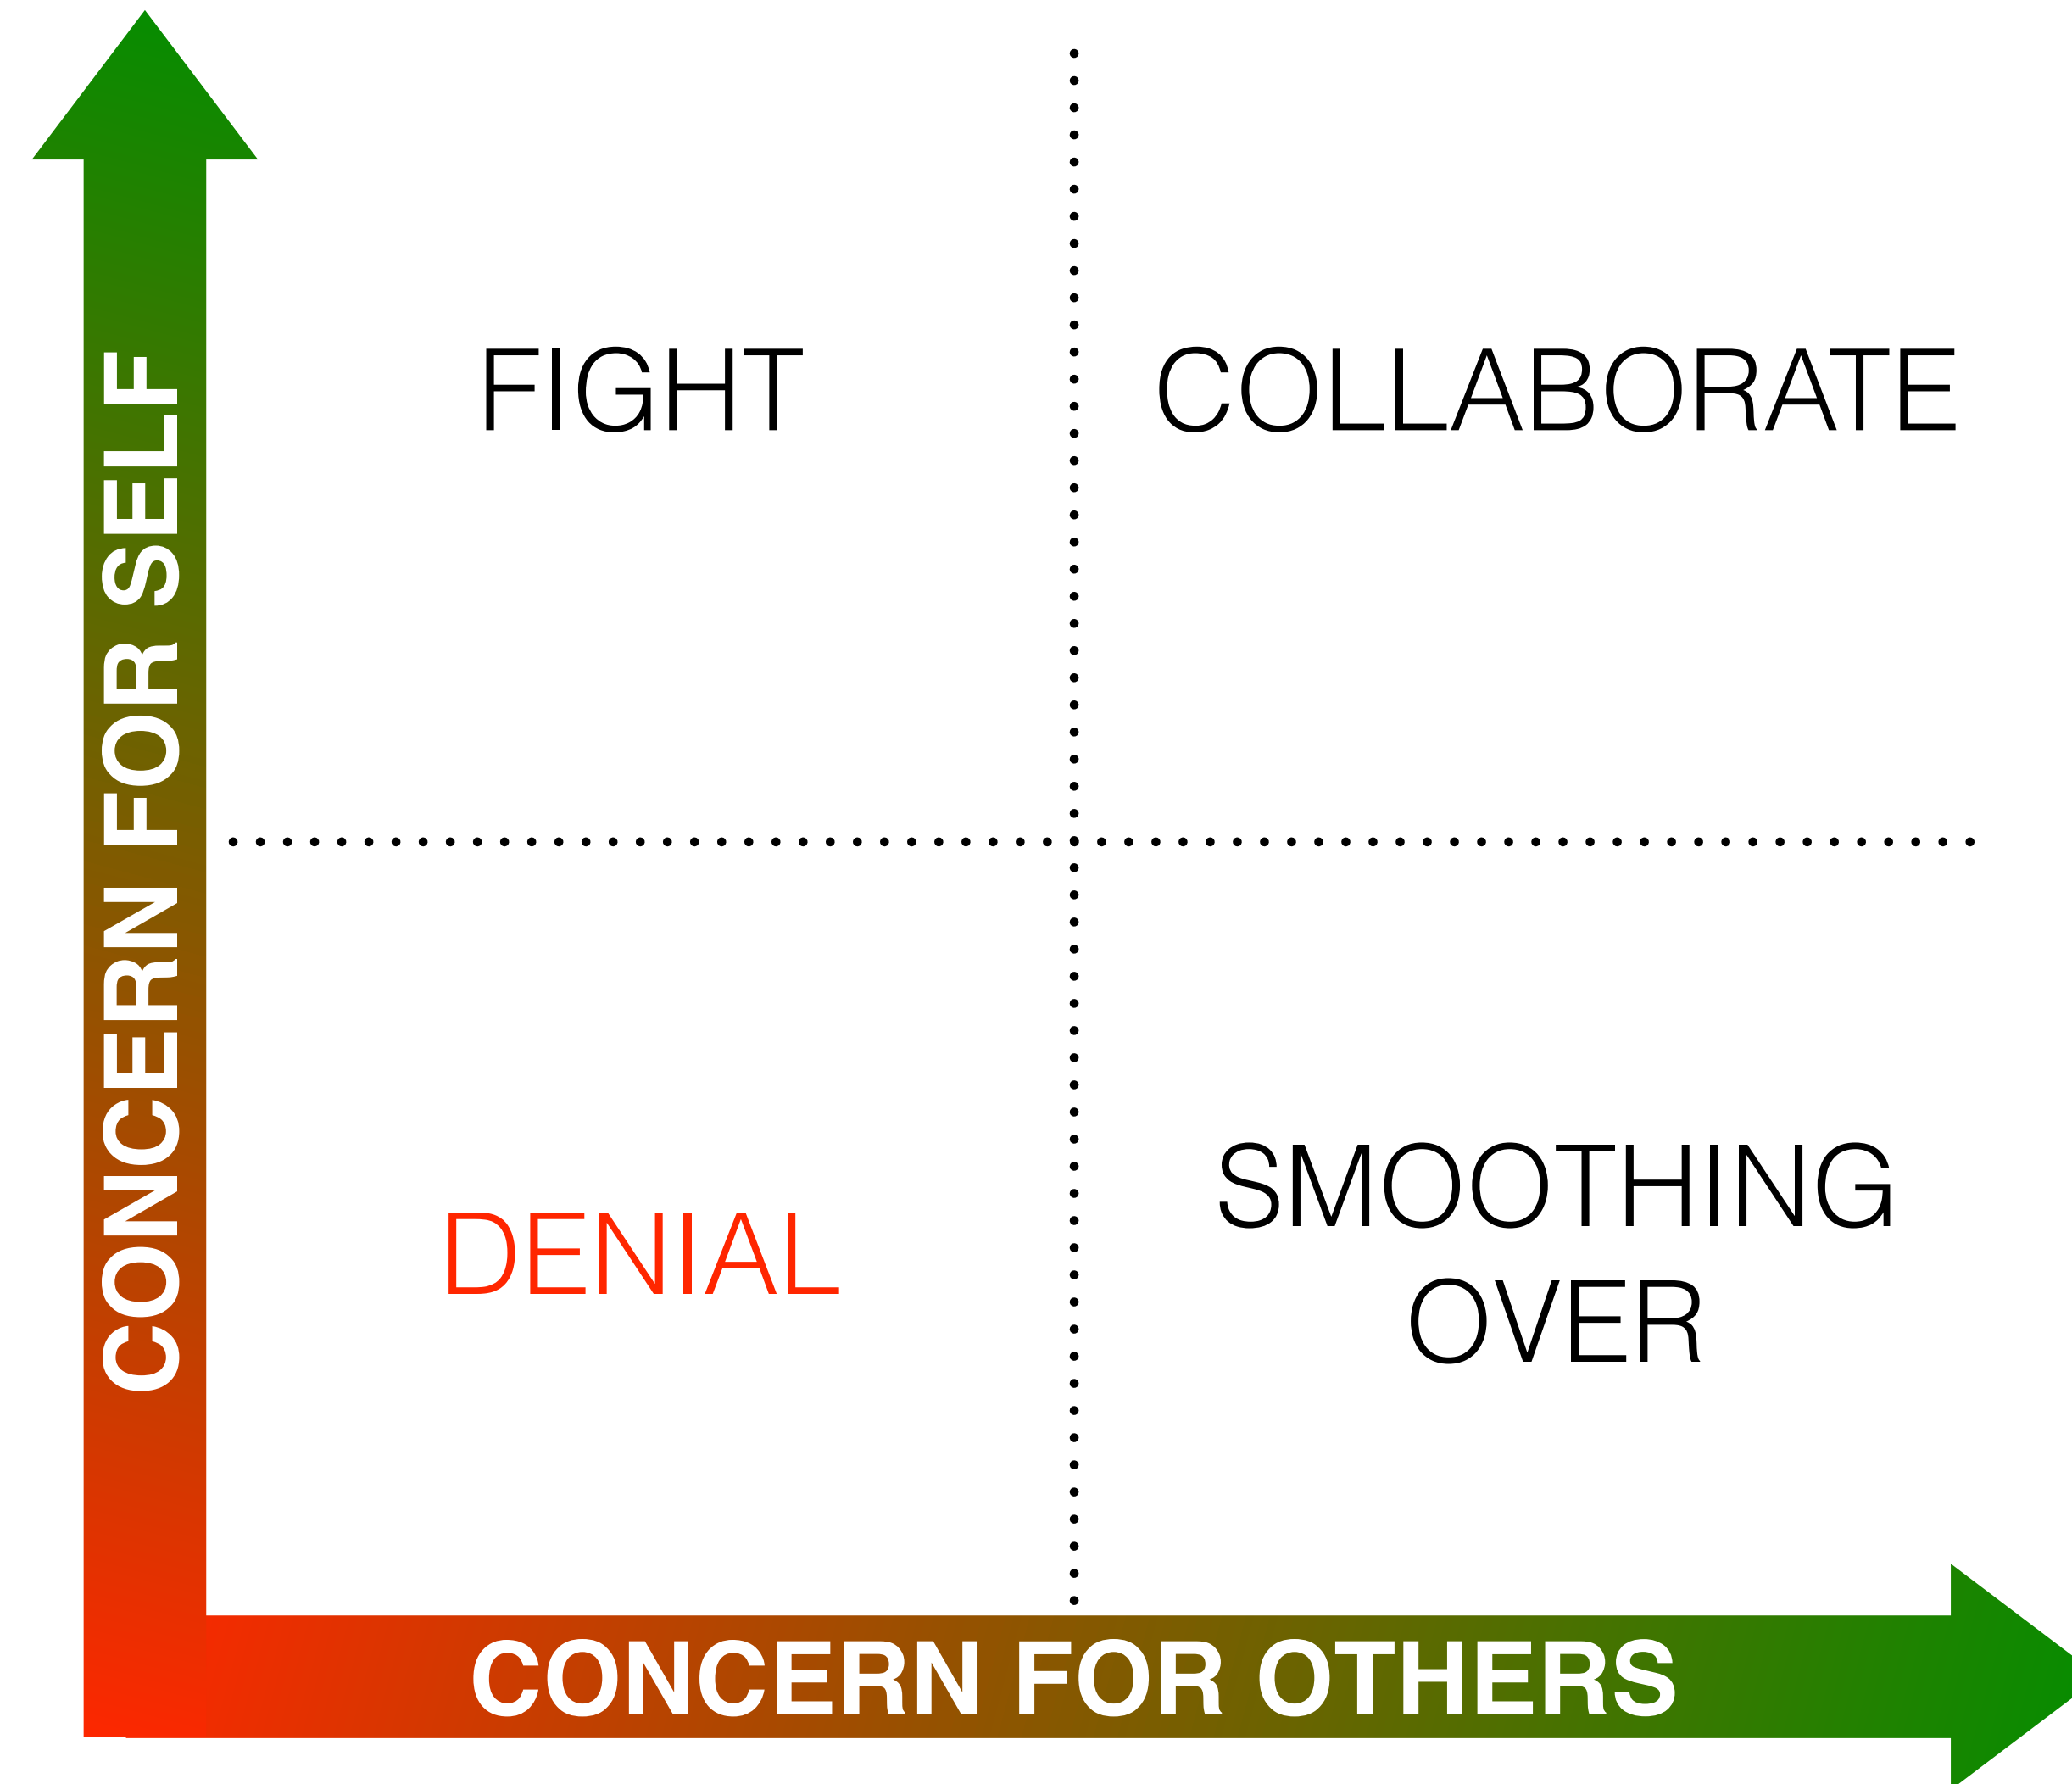 CONCERN FOR SELF
FIGHT
COLLABORATE
DENIAL
SMOOTHING
OVER
CONCERN FOR OTHERS